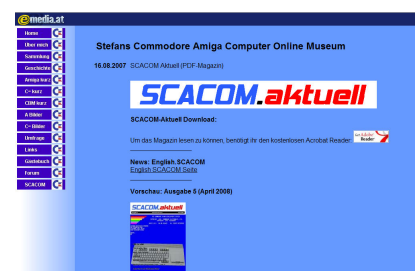 emedia.at
Home
Über mich
Sammlung
Geschichte
Amiga kurz
C= kurz
CBM kurz
A Bilder
C= Bilder
Umfrage
Links
Gästebuch
Forum
SCACOM
Stefans Commodore Amiga Computer Online Museum
16.08.2007 SCACOM Aktuell (PDF-Magazin)
SCACOM.aktuell
SCACOM-Aktuell Download:
Um das Magazin lesen zu können, benötigt ihr den kostenlosen Acrobat Reader. Get Adobe Reader
News: English.SCACOM
English SCACOM Seite
Vorschau: Ausgabe 5 (April 2008)
SCACOM.aktuell